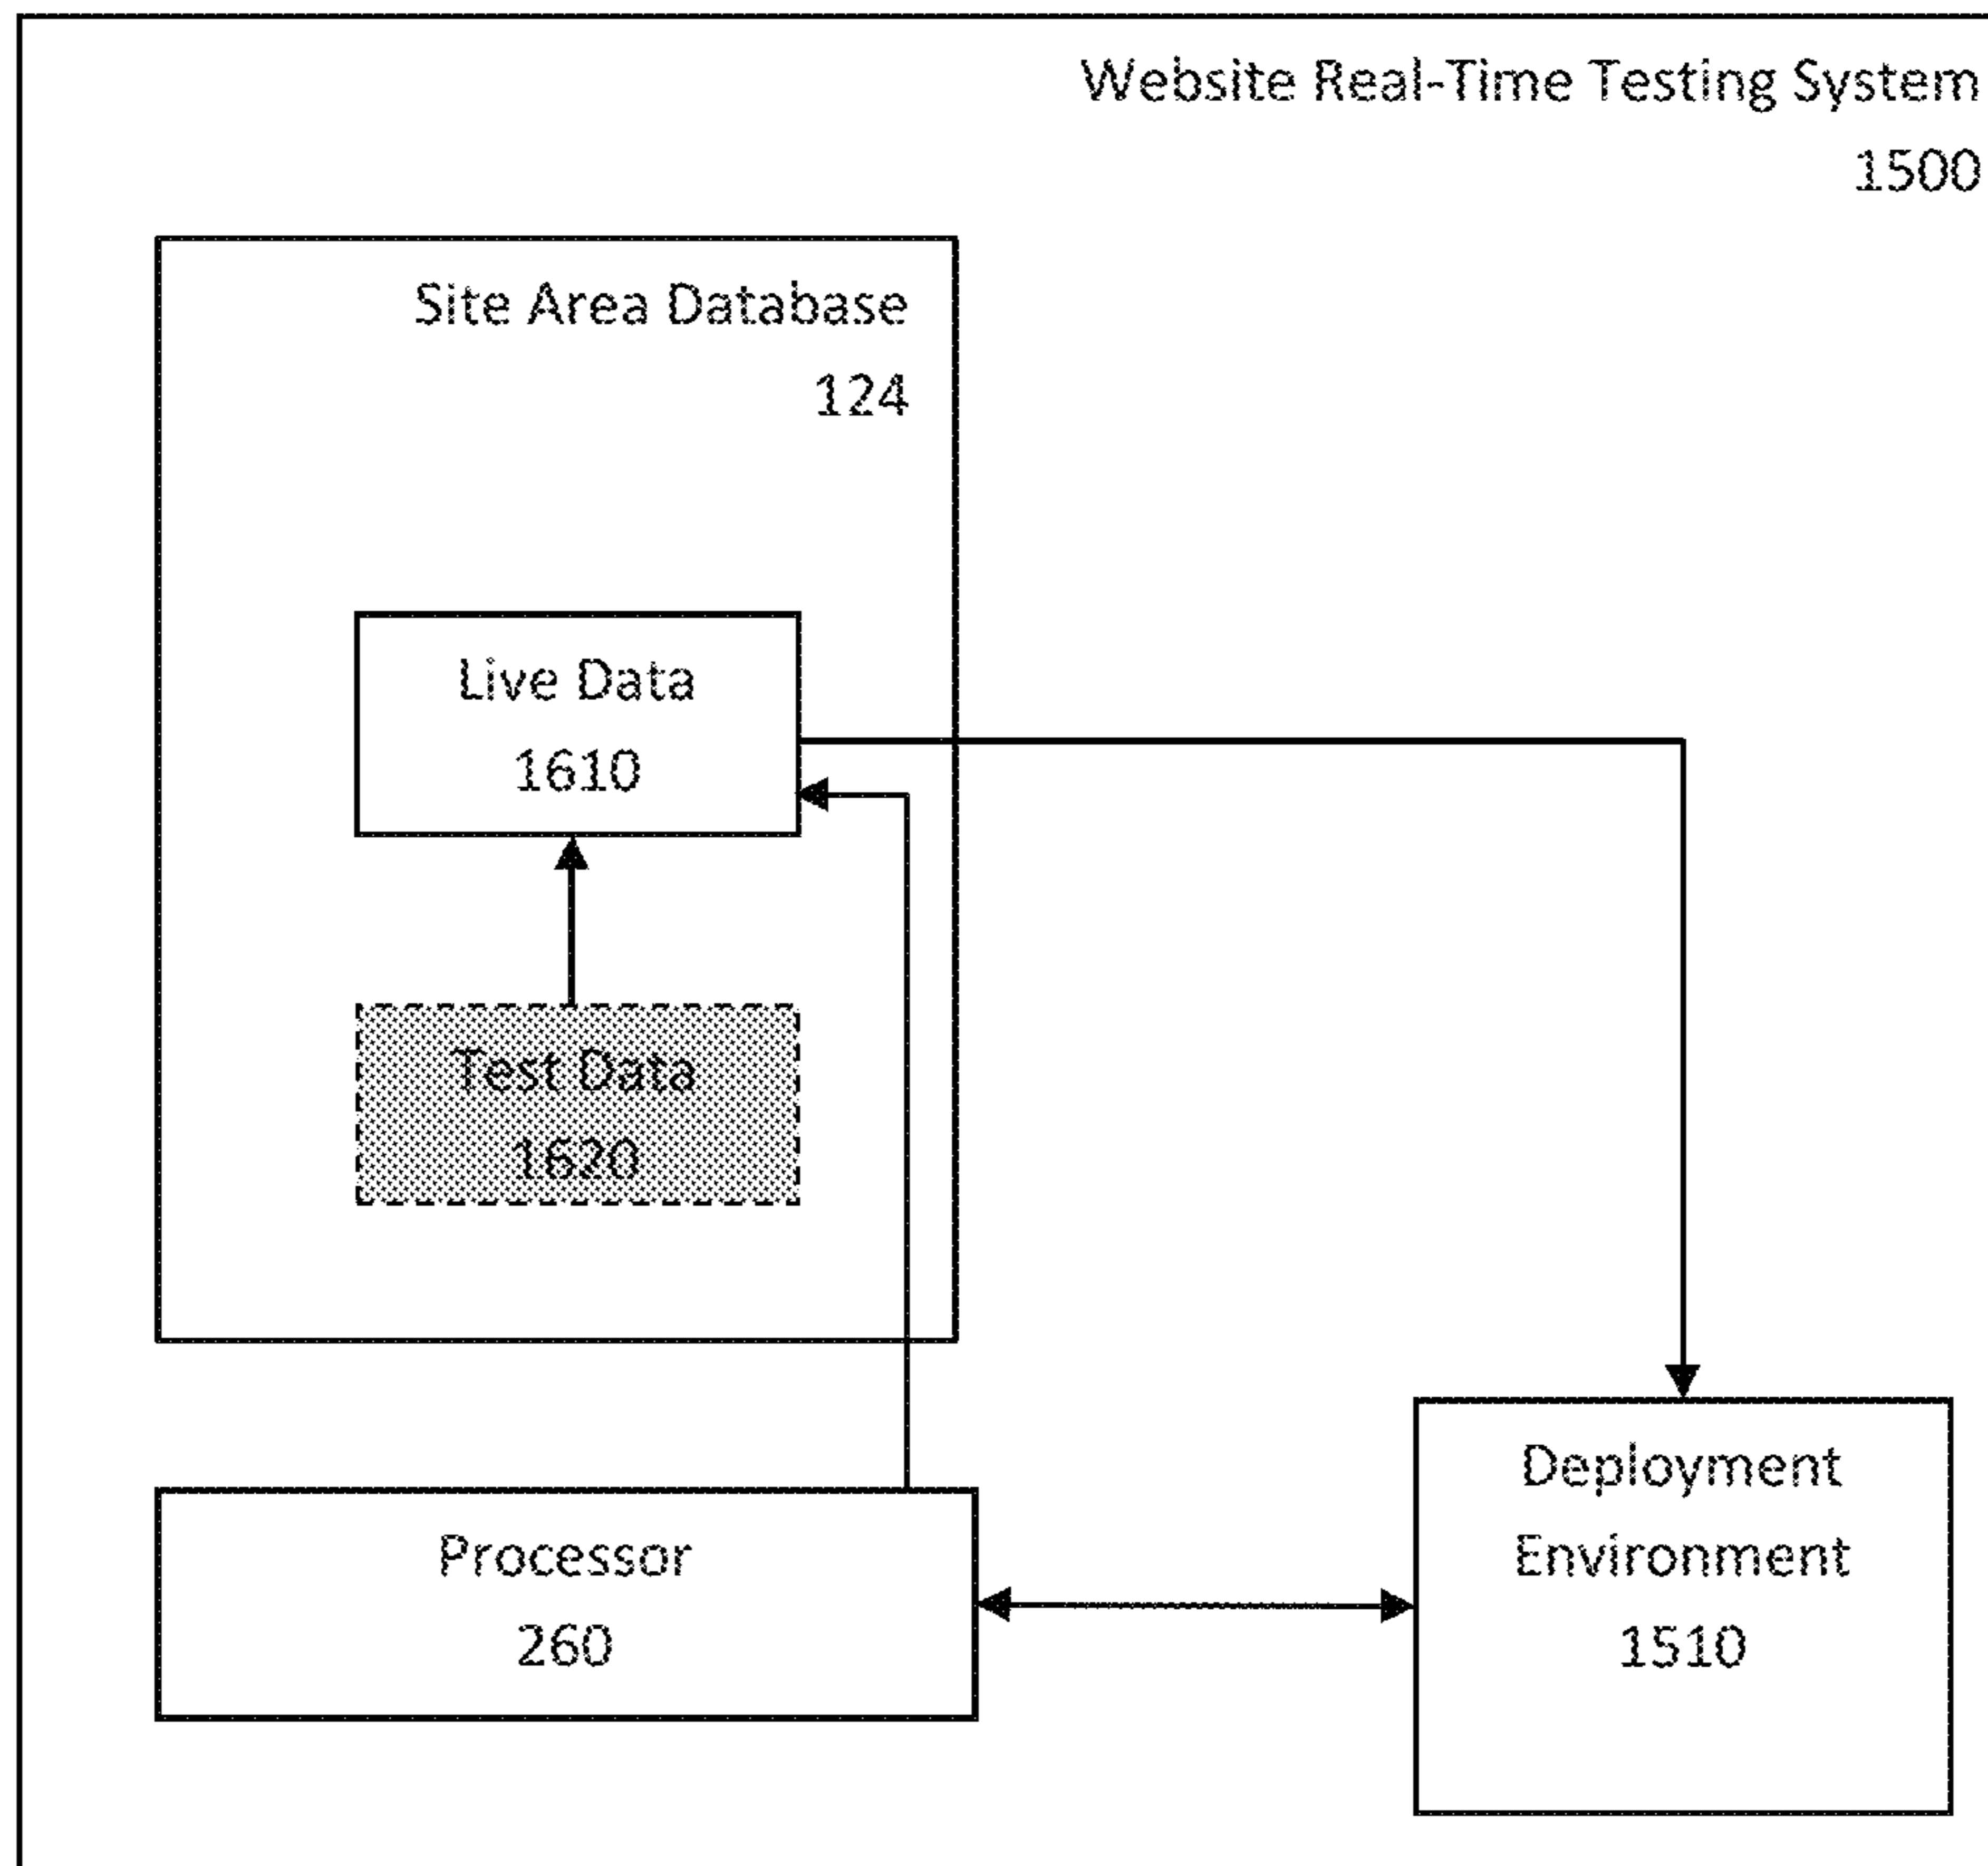 Website Real-Time Testing System
1500
Site Area Database
124
Live Data
1610
Test Data
1620
Processor
260
Deployment
Environment
1510